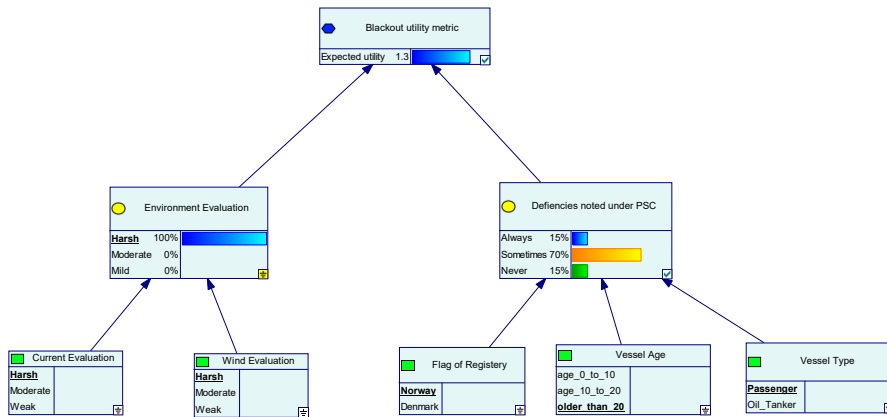 Blackout utility metric
Expected utility 1.3
Environment Evaluation
Harsh 100%
Moderate 0%
Mild 0%
Defiencies noted under PSC
Always 15%
Sometimes 70%
Never 15%
Current Evaluation
Harsh
Moderate
Weak
Wind Evaluation
Harsh
Moderate
Weak
Flag of Registery
Norway
Denmark
Vessel Age
age_0_to_10
age_10_to_20
older_than_20
Vessel Type
Passenger
Oil_Tanker